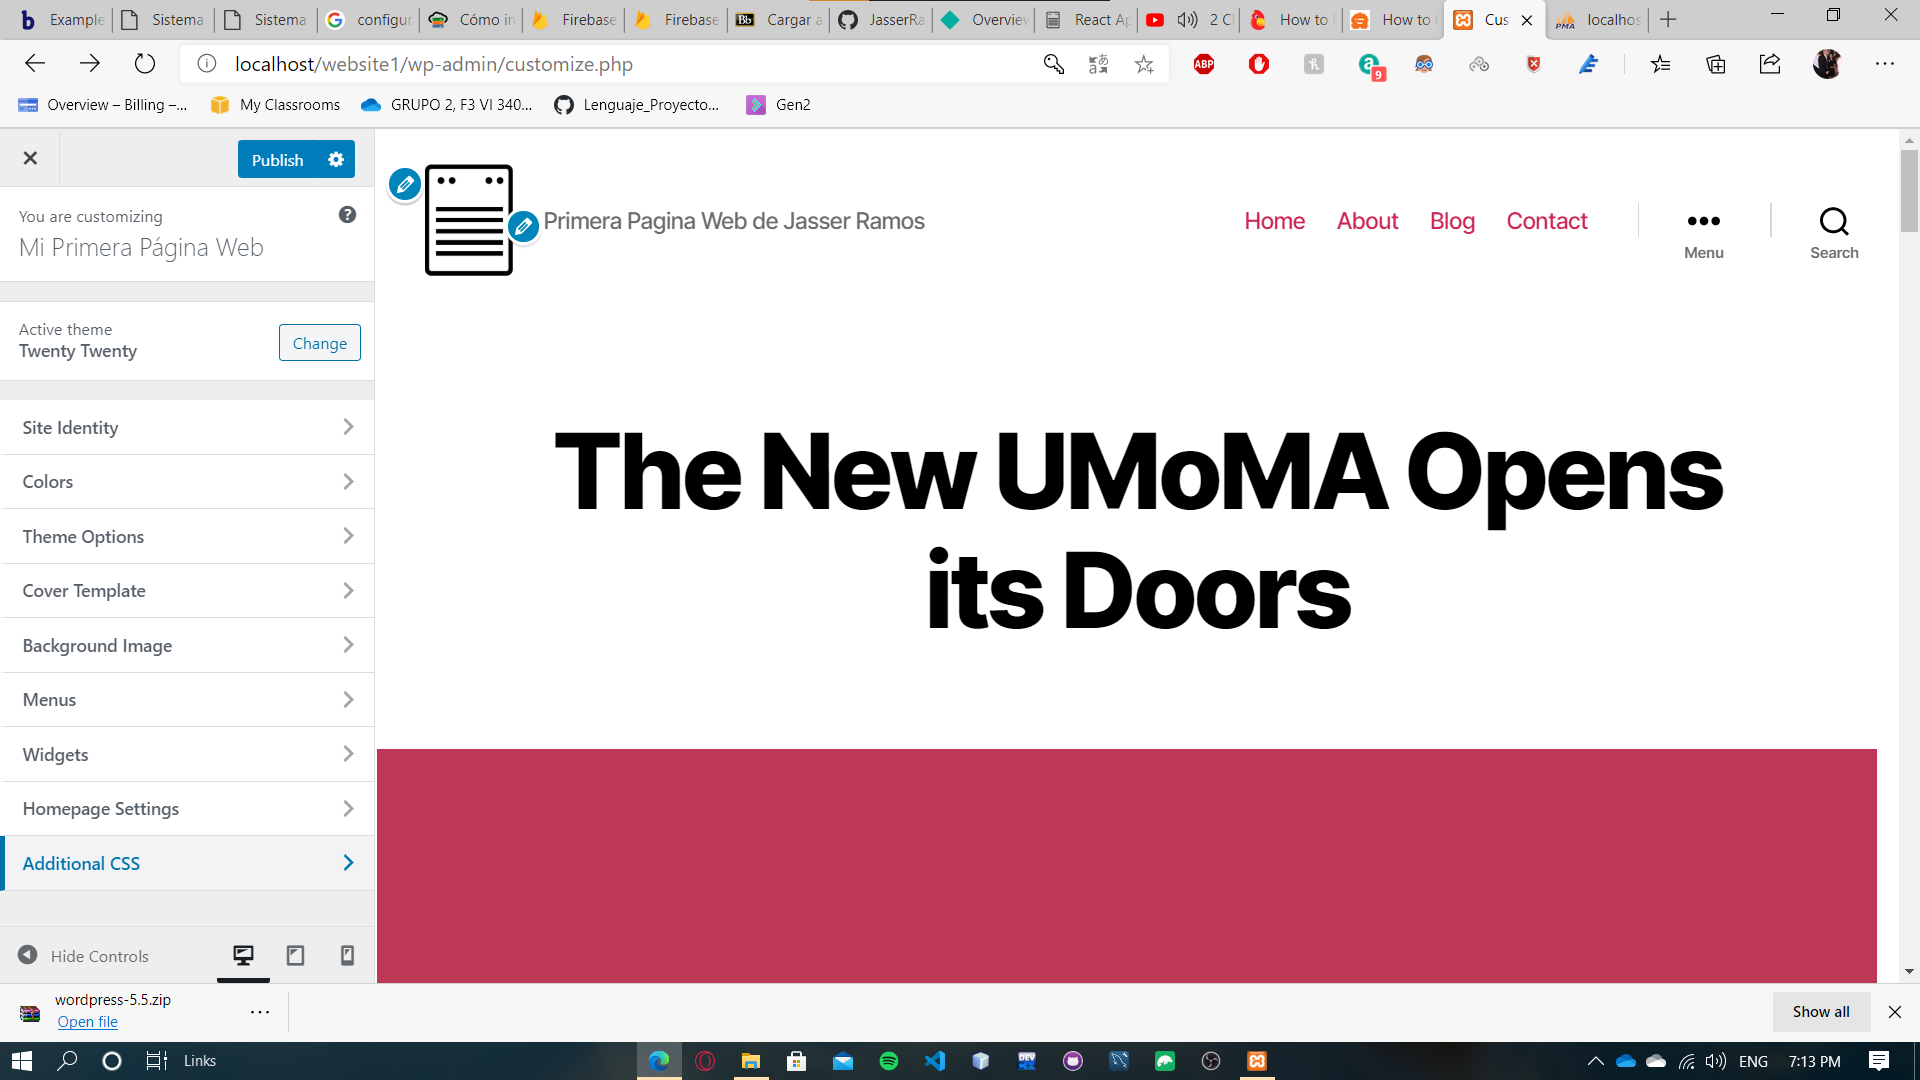 Example
Sistema
Sistema
configur
Cómo in
Firebase
Firebase
Cargar a
JasserRa
Overview
React Ap
2 Cl
How to I
How to C
Cus
localhos
localhost/website1/wp-admin/customize.php
ABP
9
Overview – Billing –...
My Classrooms
GRUPO 2, F3 VI 340...
Lenguaje_Proyecto...
Gen2
Publish
You are customizing
Mi Primera Página Web
Active theme
Twenty Twenty
Change
Site Identity
Colors
Theme Options
Cover Template
Background Image
Menus
Widgets
Homepage Settings
Additional CSS
Hide Controls
Primera Pagina Web de Jasser Ramos
Home
About
Blog
Contact
Menu
Search
The New UMoMA Opens
its Doors
wordpress-5.5.zip
Open file
Show all
Links
ENG
7:13 PM